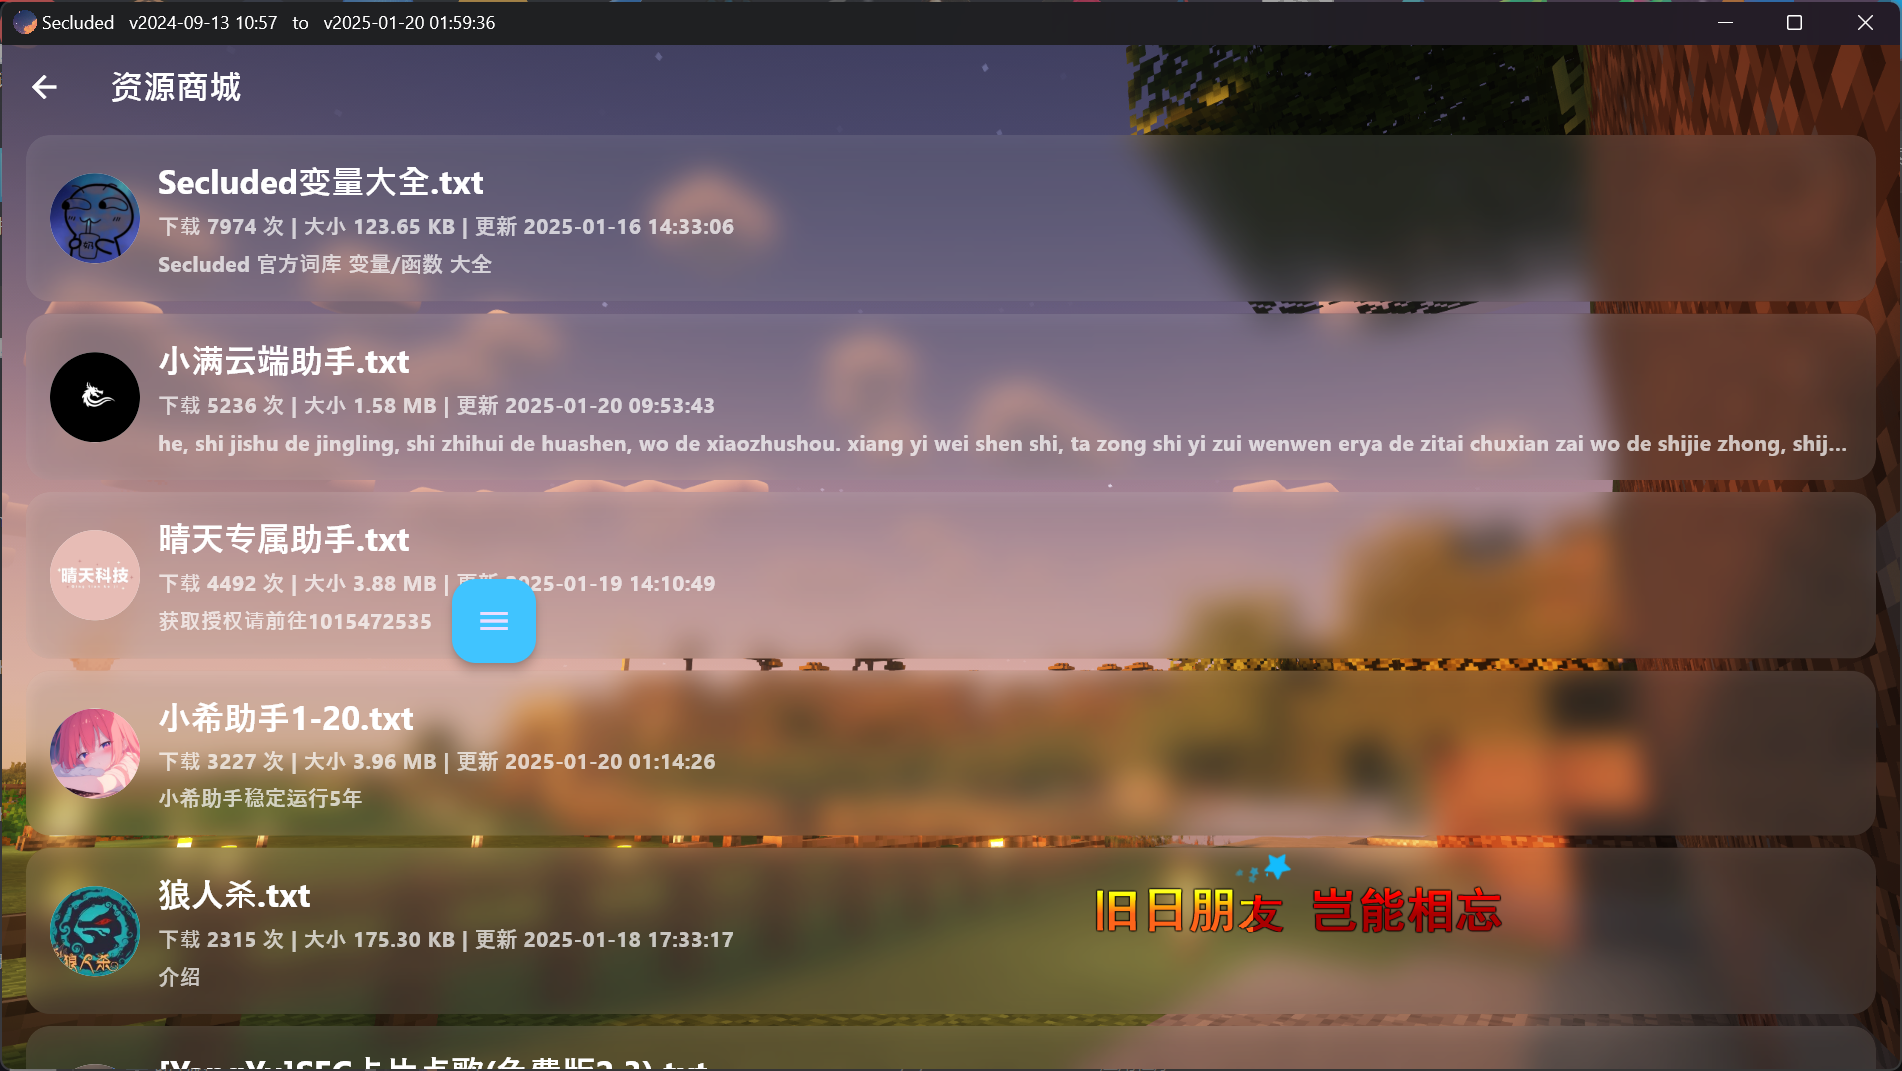 Secluded v2024-09-13 10:57 to v2025-01-20 01:59:36
资源商城
Secluded变量大全.txt
下载 7974 次 | 大小 123.65 KB | 更新 2025-01-16 14:33:06
Secluded 官方词库 变量/函数 大全
小满云端助手.txt
下载 5236 次 | 大小 1.58 MB | 更新 2025-01-20 09:53:43
he, shi jishu de jingling, shi zhihui de huashen, wo de xiaozhushou. xiang yi wei shen shi, ta zong shi yi zui wenwen erya de zitai chuxian zai wo de shijie zhong, shij...
晴天专属助手.txt
晴天科技
下载 4492 次 | 大小 3.88 MB | 更新 2025-01-19 14:10:49
获取授权请前往1015472535
小希助手1-20.txt
下载 3227 次 | 大小 3.96 MB | 更新 2025-01-20 01:14:26
小希助手稳定运行5年
狼人杀.txt
狼人杀
下载 2315 次 | 大小 175.30 KB | 更新 2025-01-18 17:33:17
介绍
旧日朋友 岂能相忘